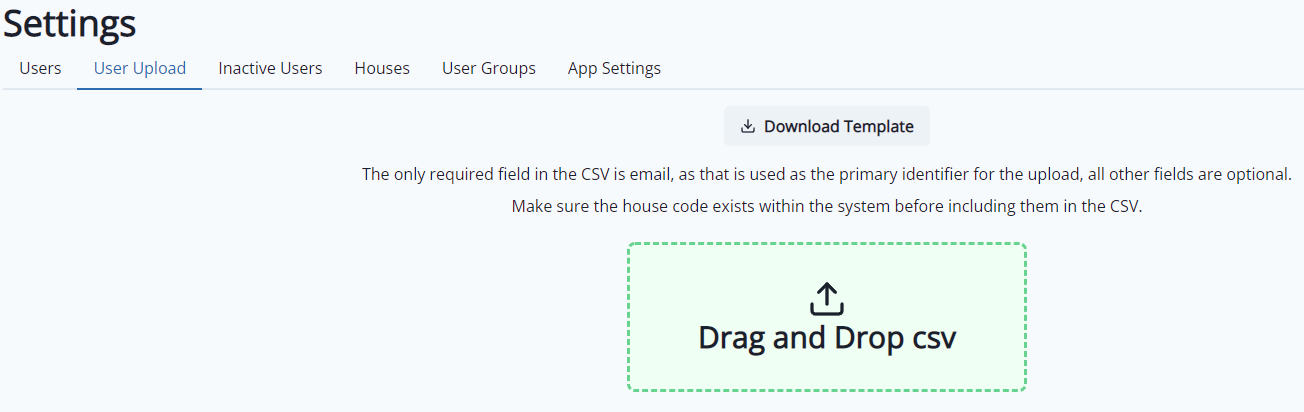 Settings
Users User Upload Inactive Users Houses User Groups App Settings
Download Template
The only required field in the CSV is email, as that is used as the primary identifier for the upload, all other fields are optional.
Make sure the house code exists within the system before including them in the CSV.
Drag and Drop csv